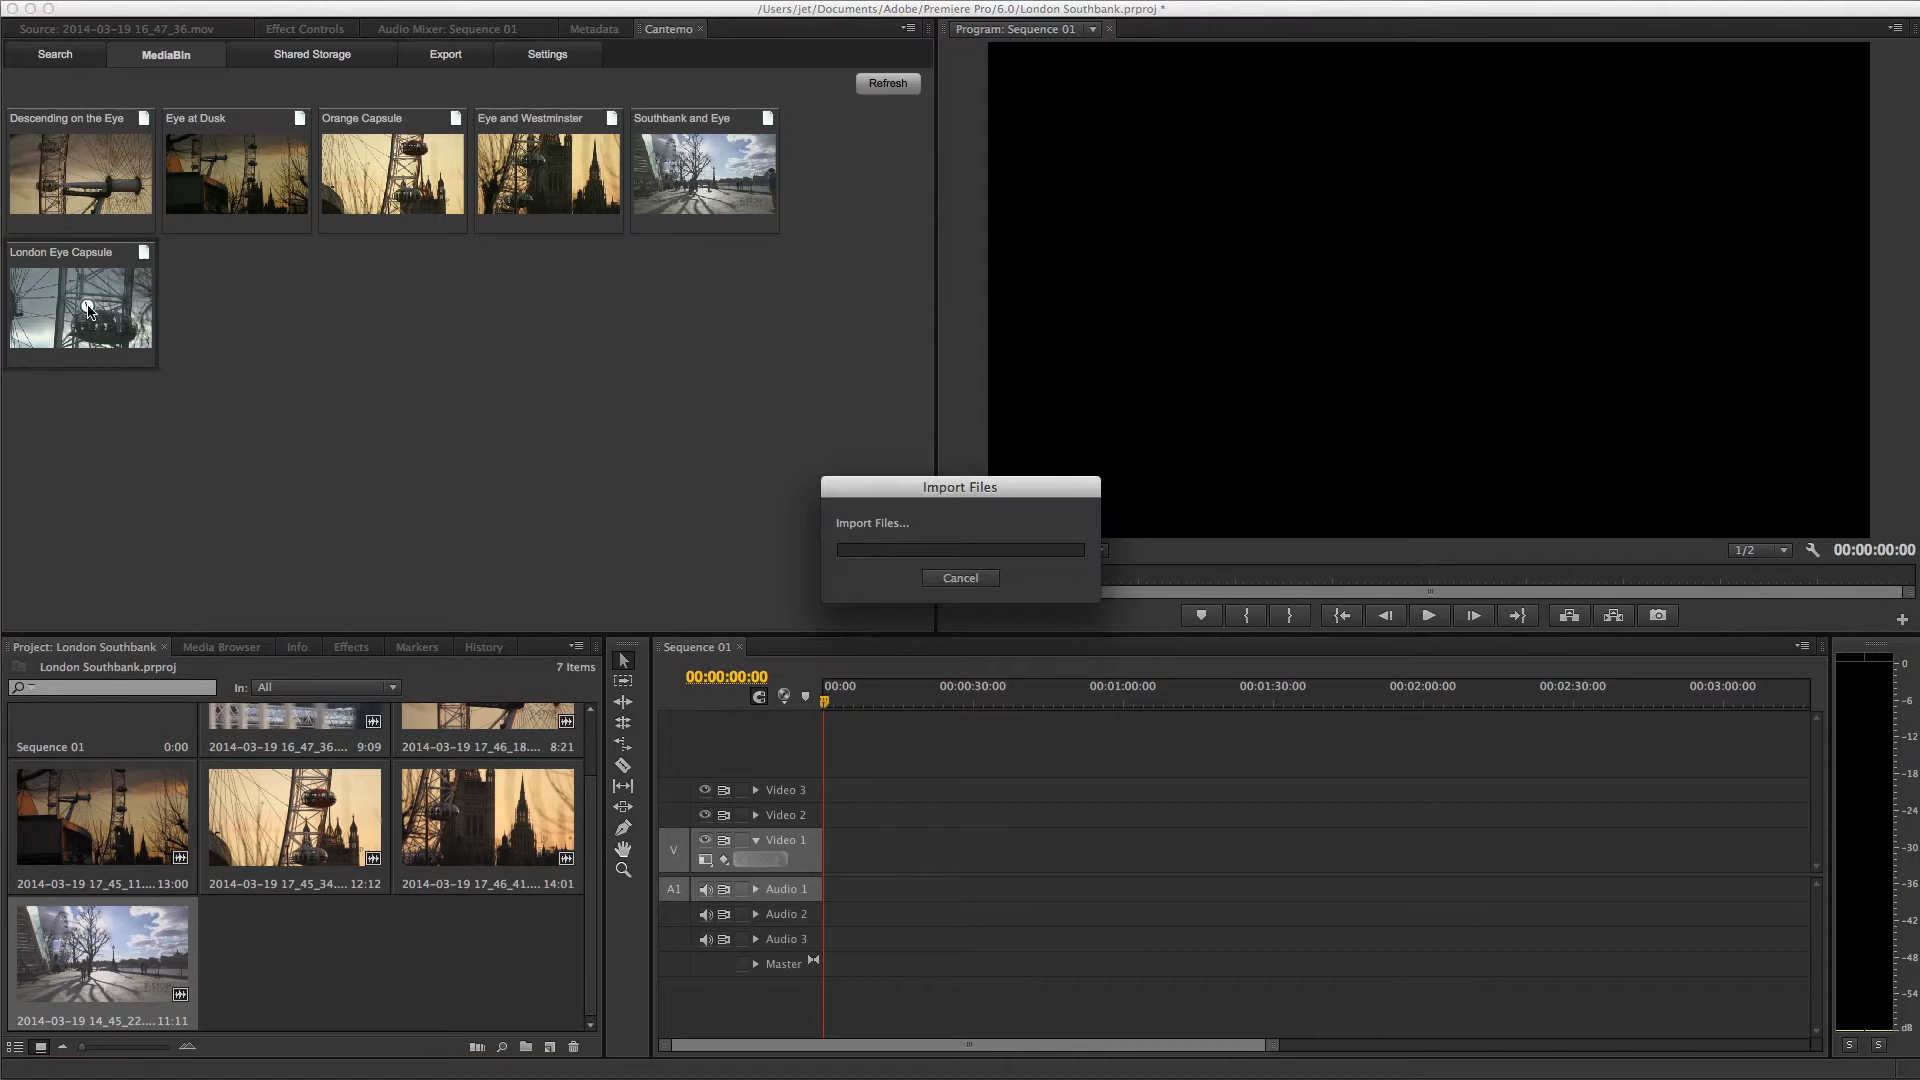 /Users/jet/Documents/Adobe/Premiere Pro/6.0/London Southbank.prproj *
Source: 2014-03-19 16_47_36.mov
Effect Controls
Audio Mixer: Sequence 01
Metadata
Cantemo
Program: Sequence 01
Search
MediaBin
Shared Storage
Export
Settings
Refresh
Descending on the Eye
Eye at Dusk
Orange Capsule
Eye and Westminster
Southbank and Eye
London Eye Capsule
Import Files
Import Files...
Cancel
1/2
00:00:00:00
Project: London Southbank
Media Browser
Info
Effects
Markers
History
London Southbank.prproj
7 Items
In: All
Sequence 01 0:00
2014-03-19 16_47_36.... 9:09
2014-03-19 17_46_18.... 8:21
2014-03-19 17_45_11.... 13:00
2014-03-19 17_45_34.... 12:12
2014-03-19 17_46_41.... 14:01
2014-03-19 14_45_22.... 11:11
Sequence 01
00:00:00:00
00:00
00:00:30:00
00:01:00:00
00:01:30:00
00:02:00:00
00:02:30:00
00:03:00:00
Video 3
Video 2
V
Video 1
A1
Audio 1
Audio 2
Audio 3
Master
0
-6
-12
-18
-24
-30
-36
-42
-48
-54
dB
S
S